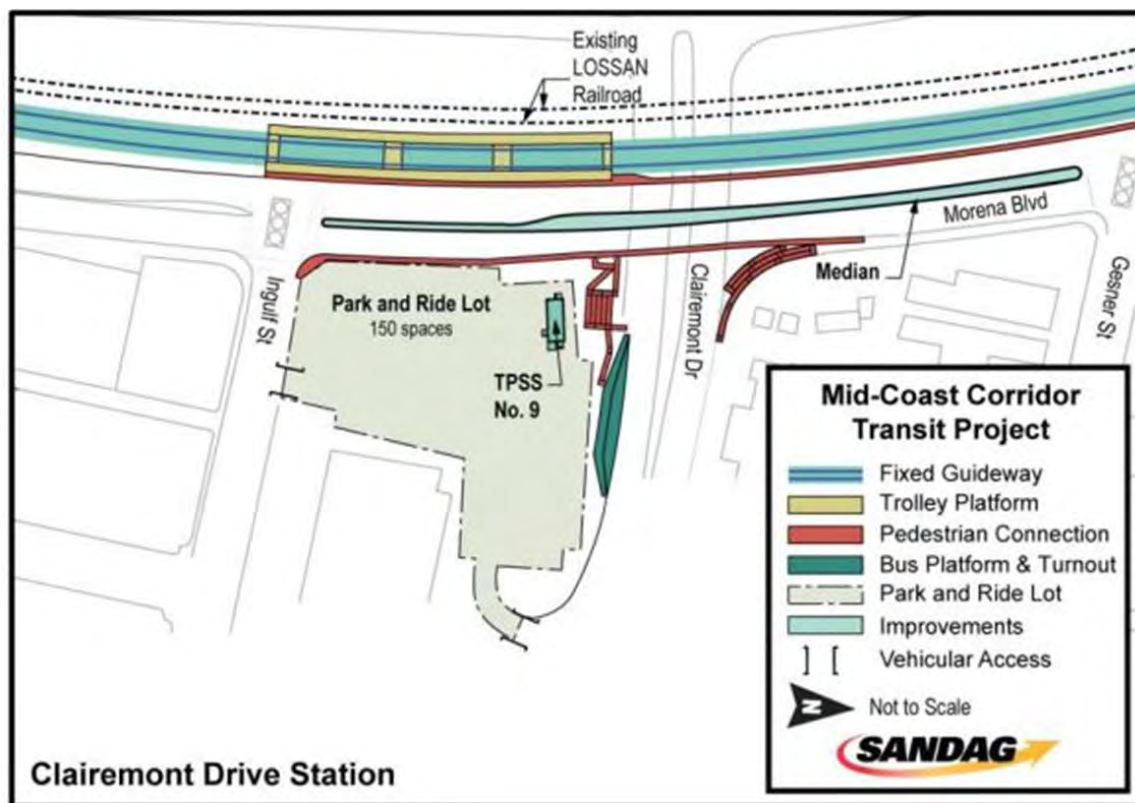 Existing
LOSSAN
Railroad
Morena Blvd
Median
Ingulf St
Park and Ride Lot
150 spaces
Clairemont Dr
Gesner St
TPSS
No. 9
Mid-Coast Corridor
Transit Project
Fixed Guideway
Trolley Platform
Pedestrian Connection
Bus Platform & Turnout
Park and Ride Lot
Improvements
Vehicular Access
N
Not to Scale
SANDAG
Clairemont Drive Station